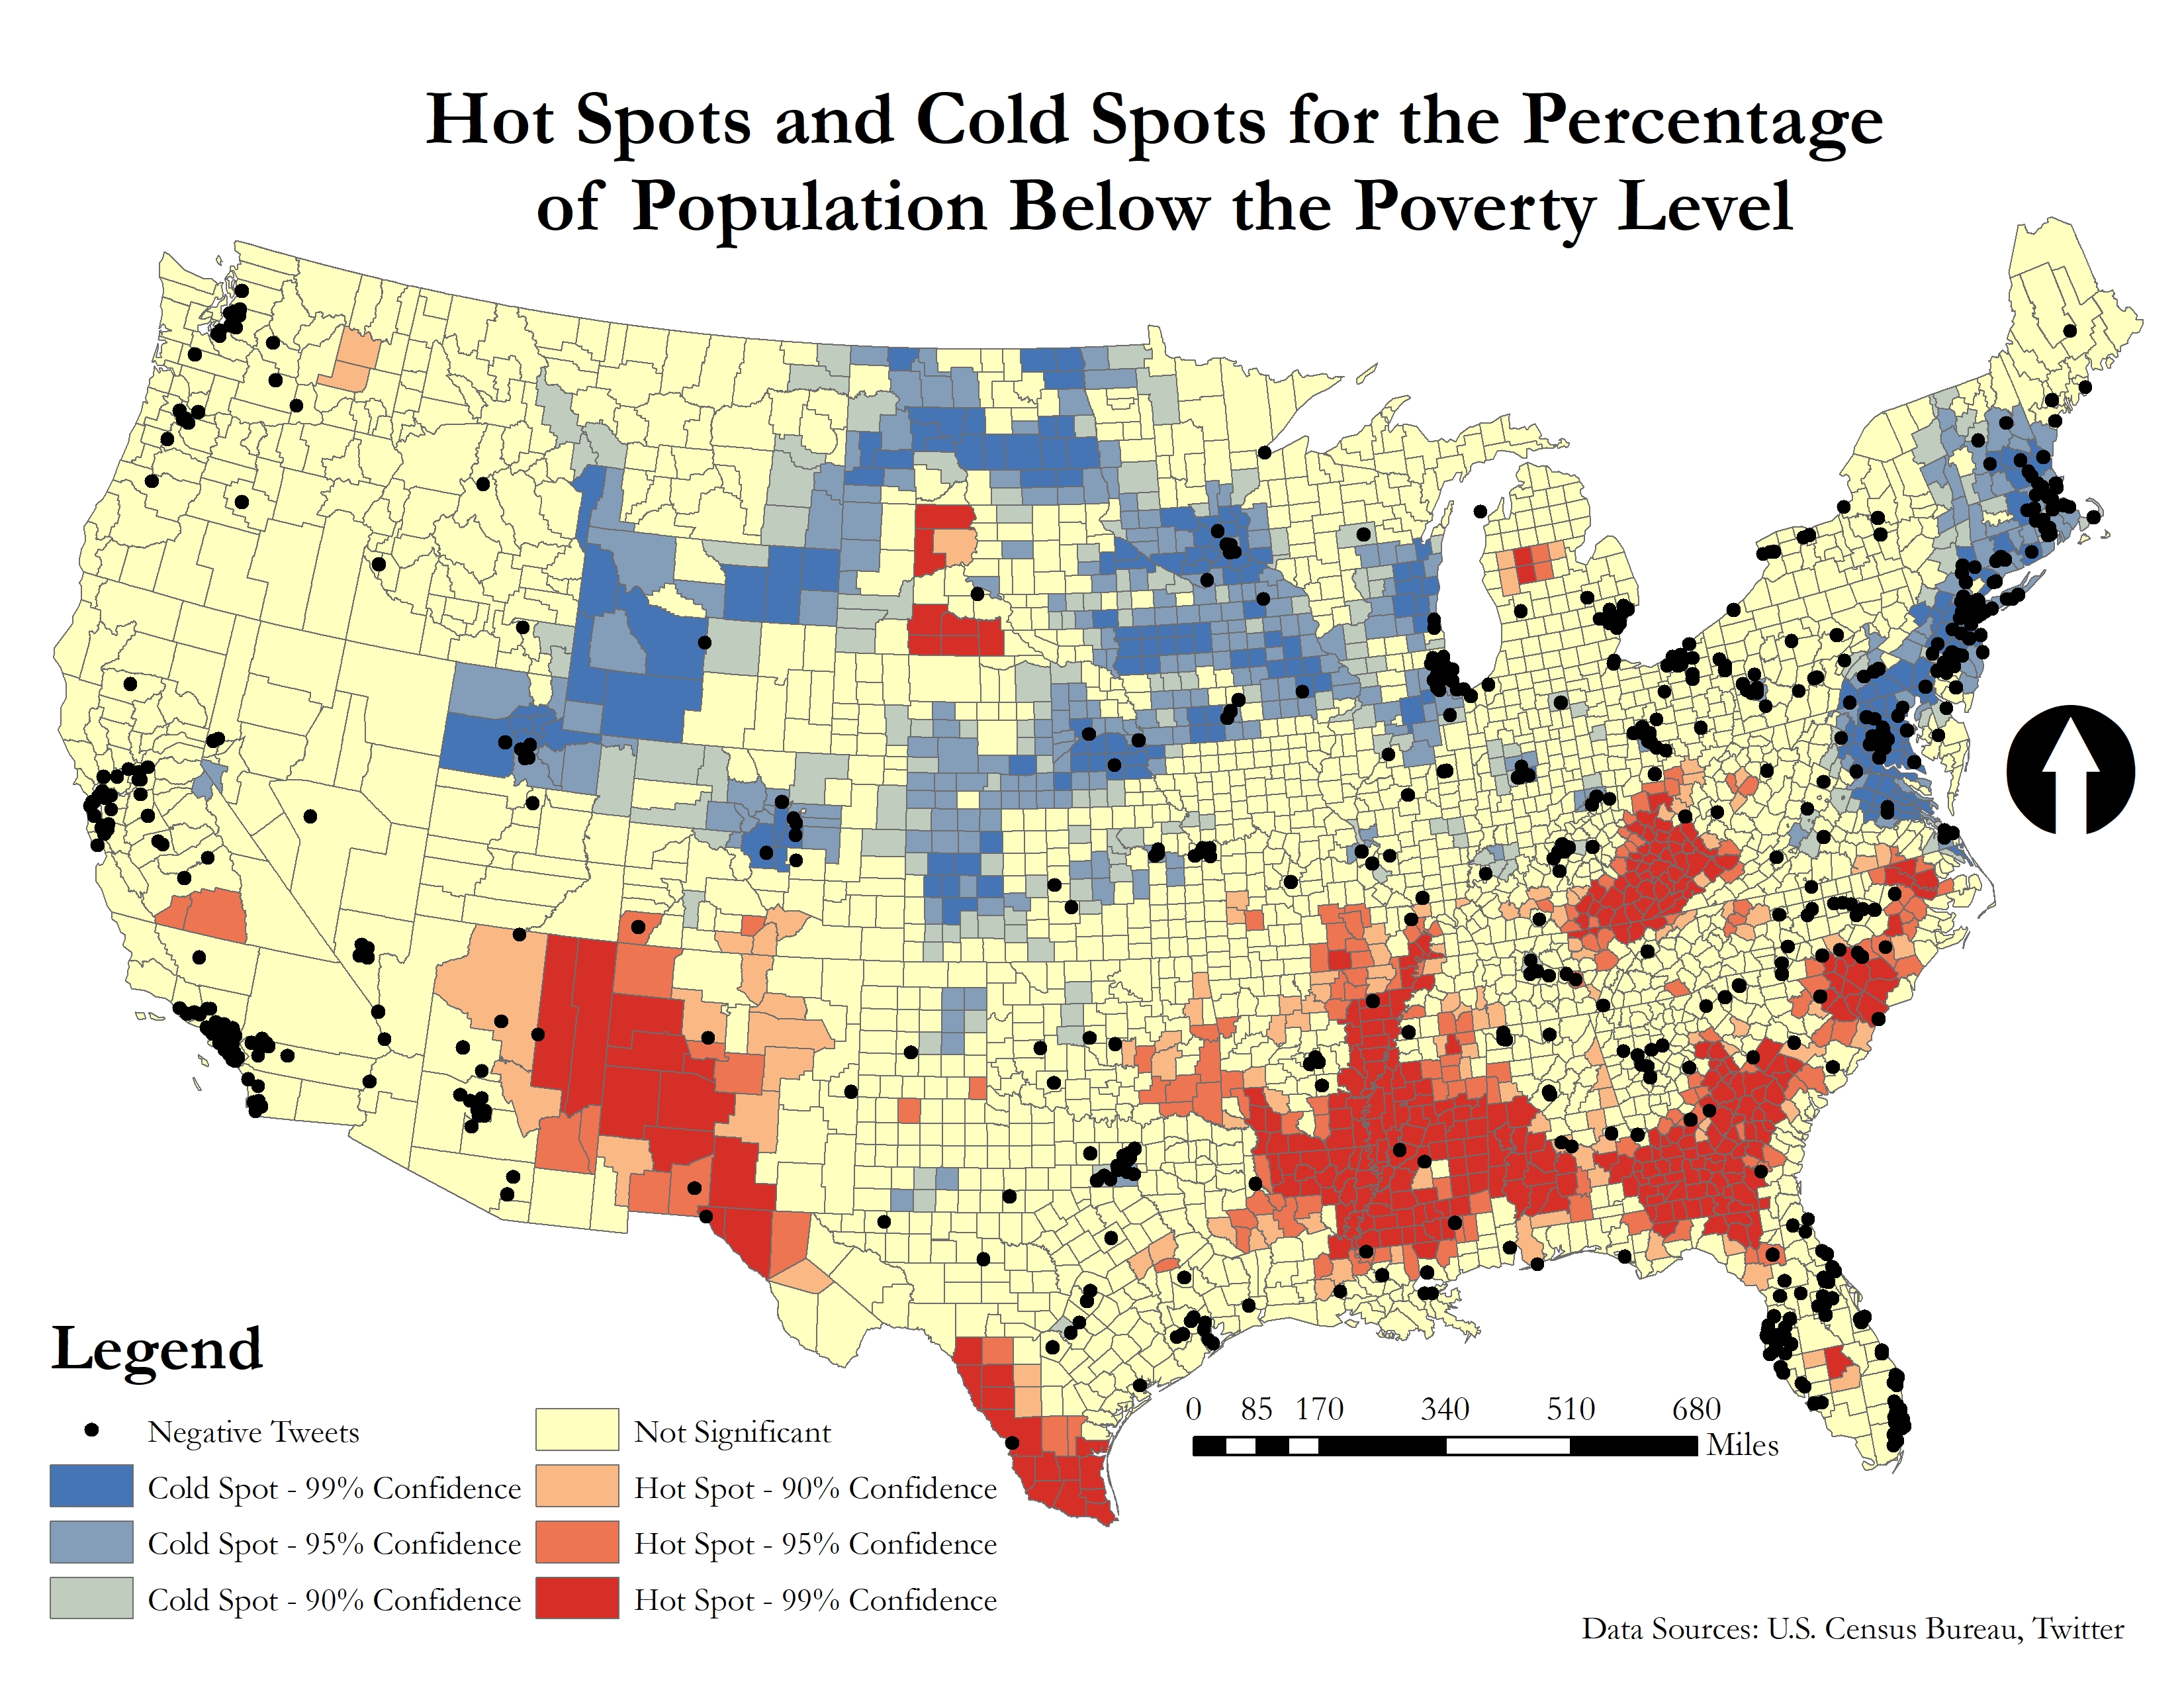 Hot Spots and Cold Spots for the Percentage
of Population Below the Poverty Level
Legend
Negative Tweets
Cold Spot - 99% Confidence
Cold Spot - 95% Confidence
Cold Spot - 90% Confidence
Not Significant
Hot Spot - 90% Confidence
Hot Spot - 95% Confidence
Hot Spot - 99% Confidence
0 85 170 340 510 680
Miles
Data Sources: U.S. Census Bureau, Twitter